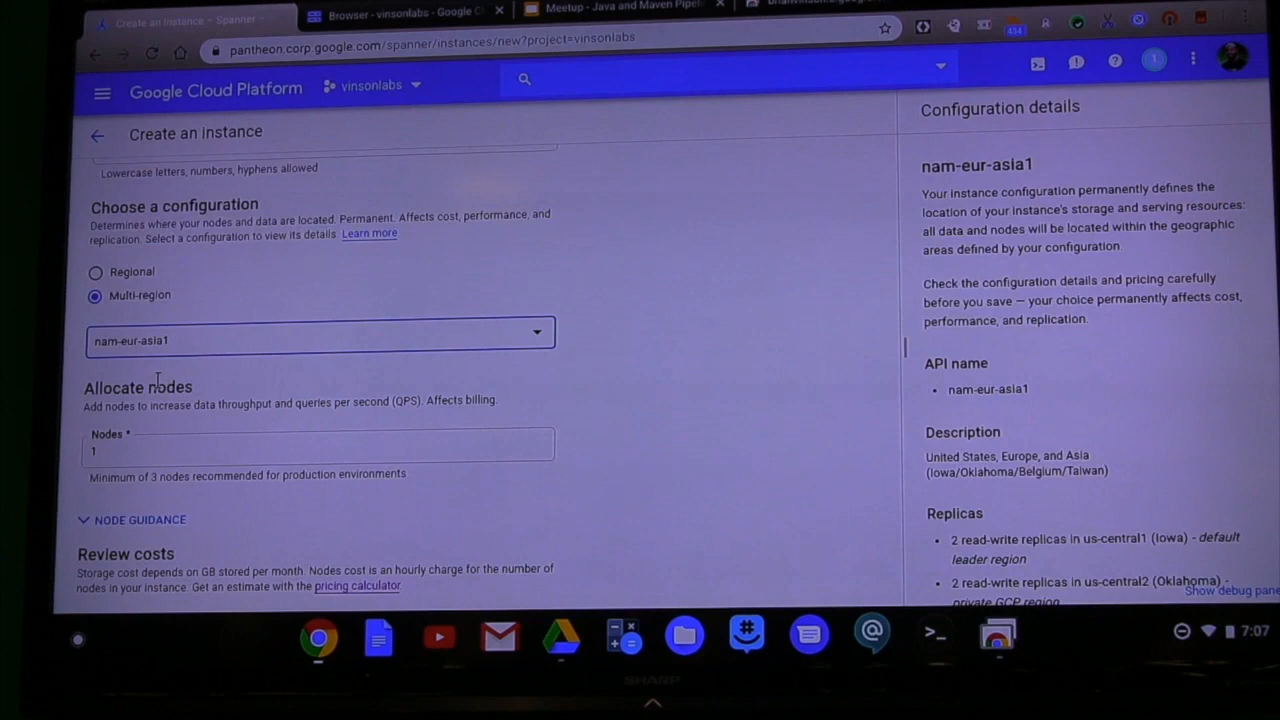 Create an Instance – Spanner –
Browser - vinsonlabs - Google C
Meetup - Java and Maven Pipel
pantheon.corp.google.com/spanner/instances/new?project=vinsonlabs
434
Google Cloud Platform
vinsonlabs
1
Create an instance
Lowercase letters, numbers, hyphens allowed
Choose a configuration
Determines where your nodes and data are located. Permanent. Affects cost, performance, and
replication. Select a configuration to view its details. Learn more
Regional
Multi-region
nam-eur-asia1
Allocate nodes
Add nodes to increase data throughput and queries per second (QPS). Affects billing.
Nodes *
1
Minimum of 3 nodes recommended for production environments
NODE GUIDANCE
Review costs
Storage cost depends on GB stored per month. Nodes cost is an hourly charge for the number of
nodes in your instance. Get an estimate with the pricing calculator.
Configuration details
nam-eur-asia1
Your instance configuration permanently defines the
location of your instance's storage and serving resources:
all data and nodes will be located within the geographic
areas defined by your configuration.
Check the configuration details and pricing carefully
before you save — your choice permanently affects cost,
performance, and replication.
API name
• nam-eur-asia1
Description
United States, Europe, and Asia
(Iowa/Oklahoma/Belgium/Taiwan)
Replicas
• 2 read-write replicas in us-central1 (Iowa) - default
leader region
• 2 read-write replicas in us-central2 (Oklahoma) -
private GCP region
Show debug pane
7:07
SHARP